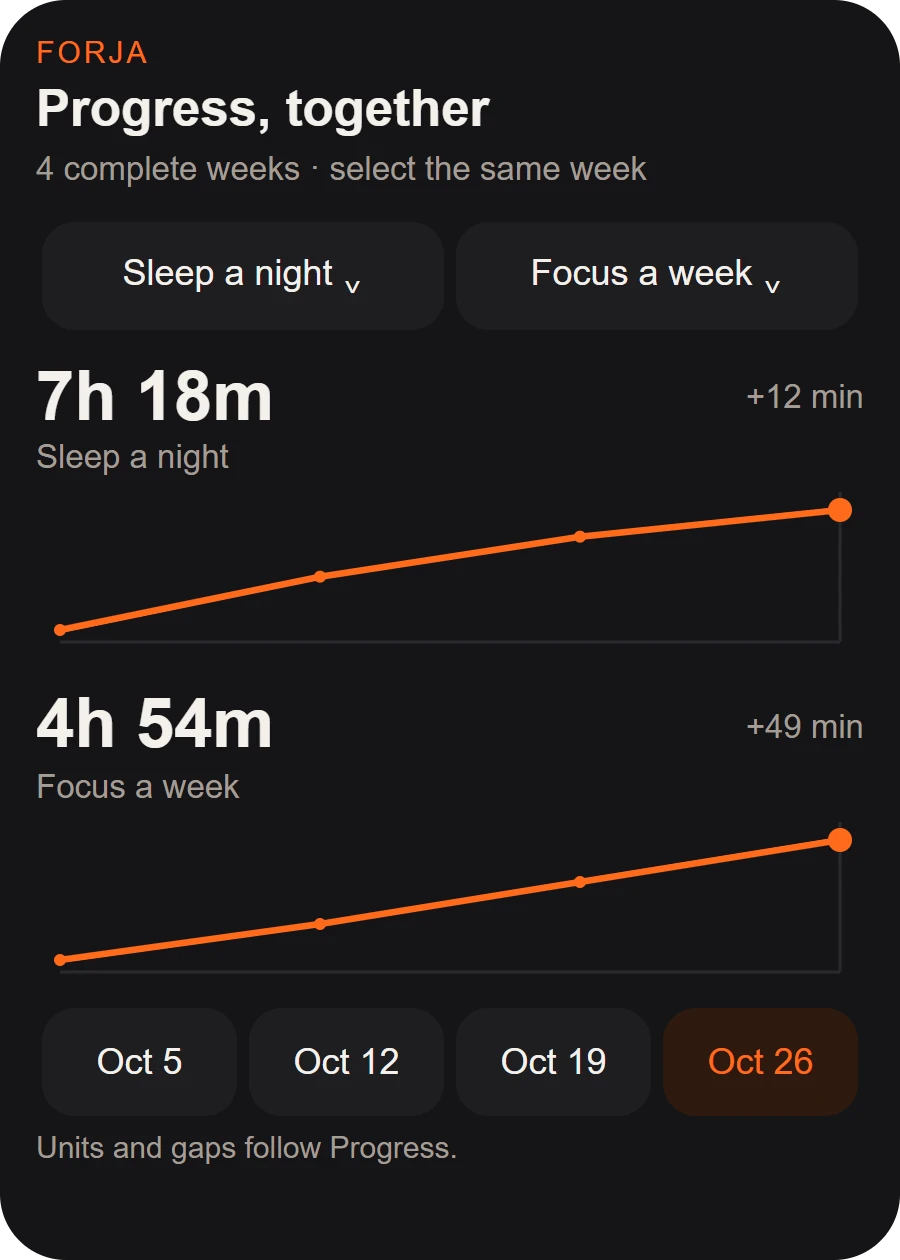 FORJA
Progress, together
4 complete weeks · select the same week
Sleep a night v
Focus a week v
7h 18m
+12 min
Sleep a night
4h 54m
+49 min
Focus a week
Oct 5
Oct 12
Oct 19
Oct 26
Units and gaps follow Progress.